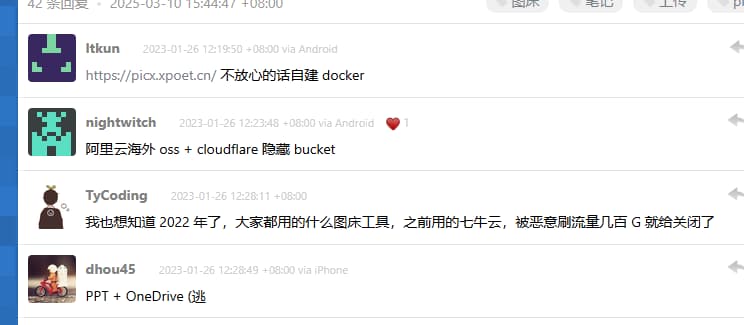 42 条回复 • 2025-03-10 15:44:47 +08:00
图床 笔记 上传
ltkun 2023-01-26 12:19:50 +08:00 via Android
https://picx.xpoet.cn/ 不放心的话自建 docker
nightwitch 2023-01-26 12:23:48 +08:00 via Android 1
阿里云海外 oss + cloudflare 隐藏 bucket
TyCoding 2023-01-26 12:28:11 +08:00
我也想知道 2022 年了，大家都用的什么图床工具，之前用的七牛云，被恶意刷流量几百 G 就给关闭了
dhou45 2023-01-26 12:28:49 +08:00 via iPhone
PPT + OneDrive (逃